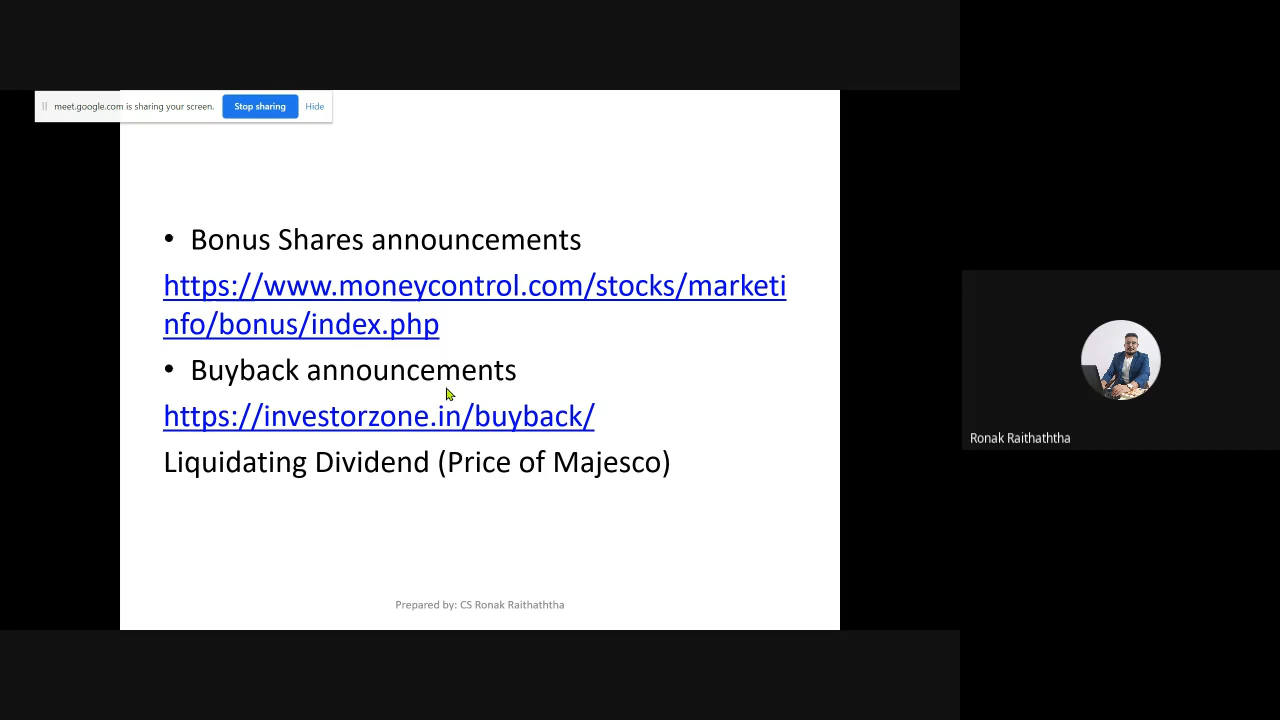 meet.google.com is sharing your screen. Stop sharing Hide
• Bonus Shares announcements
https://www.moneycontrol.com/stocks/marketi
nfo/bonus/index.php
• Buyback announcements
https://investorzone.in/buyback/
Liquidating Dividend (Price of Majesco)
Prepared by: CS Ronak Raithaththa
Ronak Raithaththa